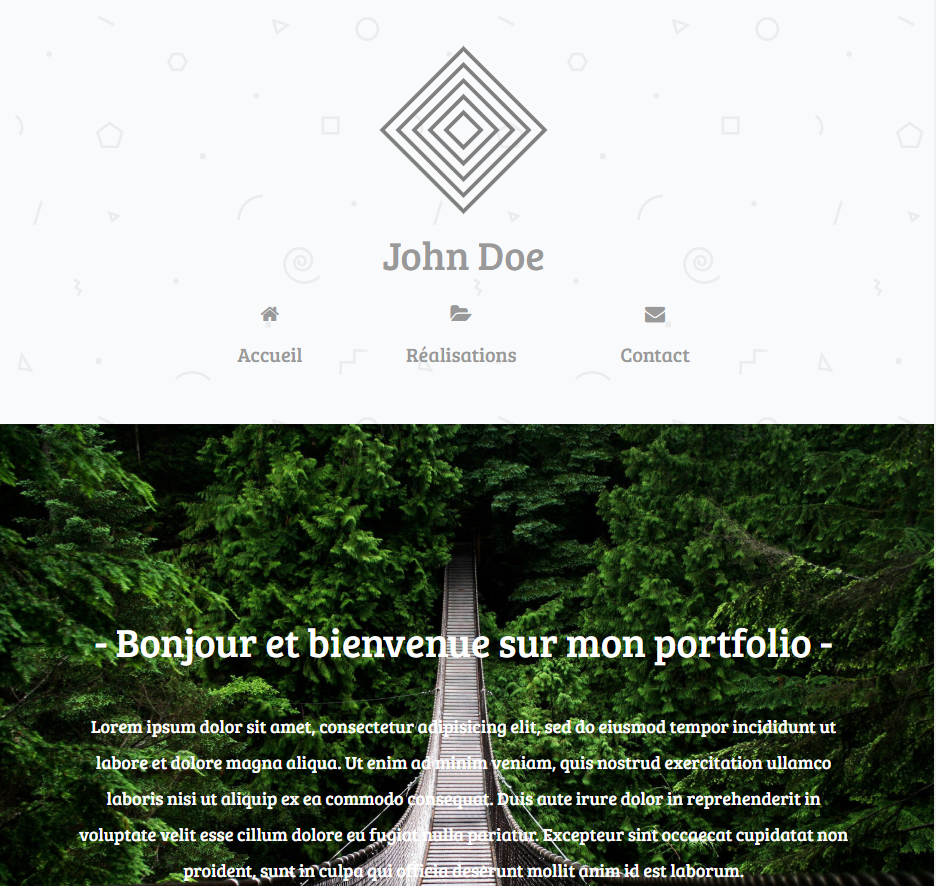 John Doe
Accueil Réalisations Contact
- Bonjour et bienvenue sur mon portfolio -
Lorem ipsum dolor sit amet, consectetur adipisicing elit, sed do eiusmod tempor incididunt ut
labore et dolore magna aliqua. Ut enim ad minim veniam, quis nostrud exercitation ullamco
laboris nisi ut aliquip ex ea commodo consequat. Duis aute irure dolor in reprehenderit in
voluptate velit esse cillum dolore eu fugiat nulla pariatur. Excepteur sint occaecat cupidatat non
proident, sunt in culpa qui officia deserunt mollit anim id est laborum.